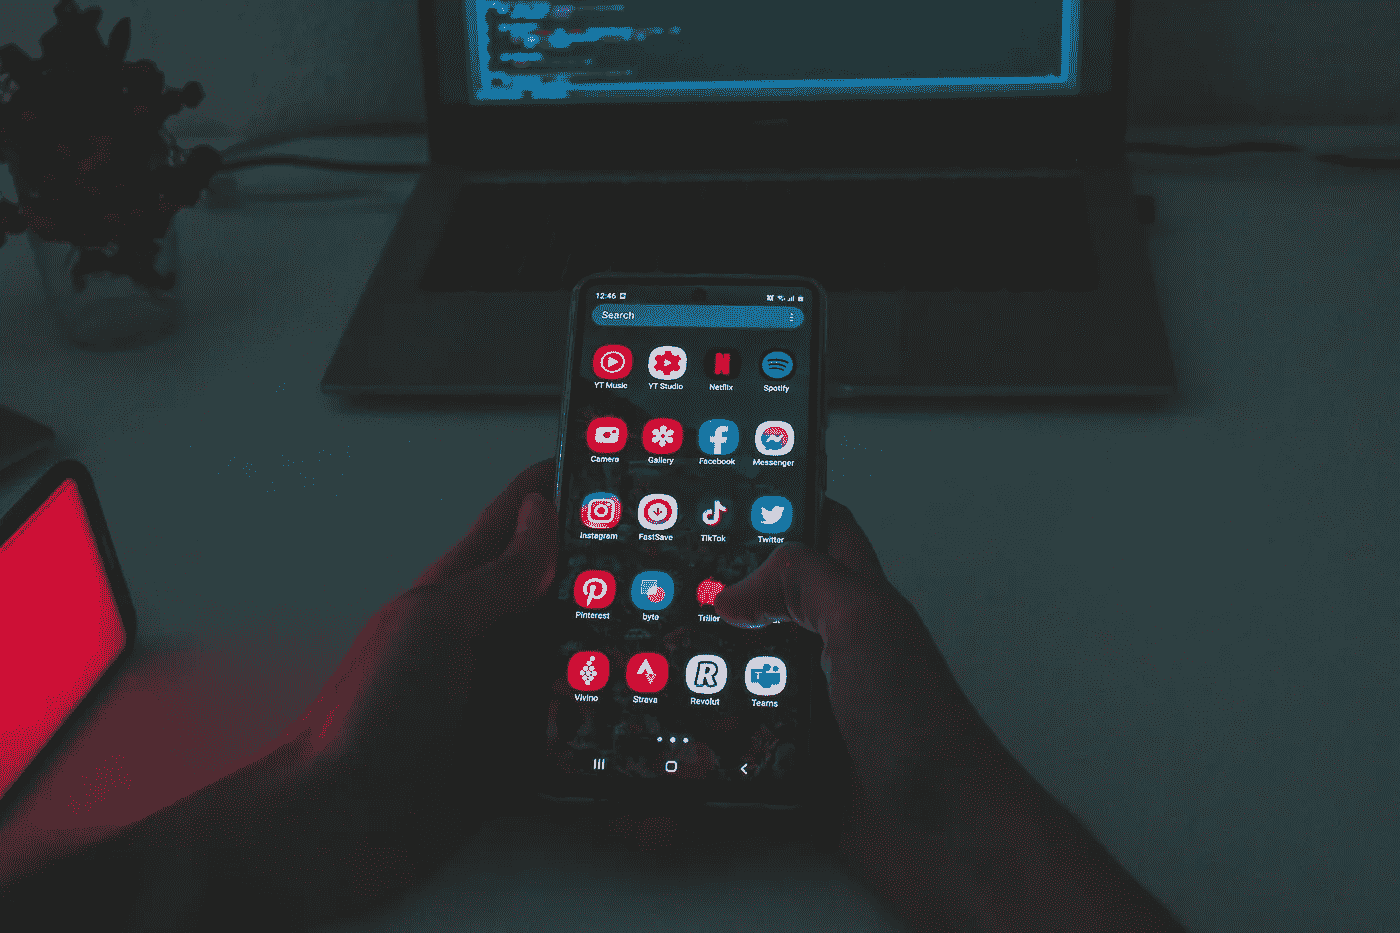 12:46
Search
YT Music YT Studio Netflix Spotify
Camera Gallery Facebook Messenger
Instagram FastSave TikTok Twitter
Pinterest byte Triller
Vivino Strava Revolut Teams